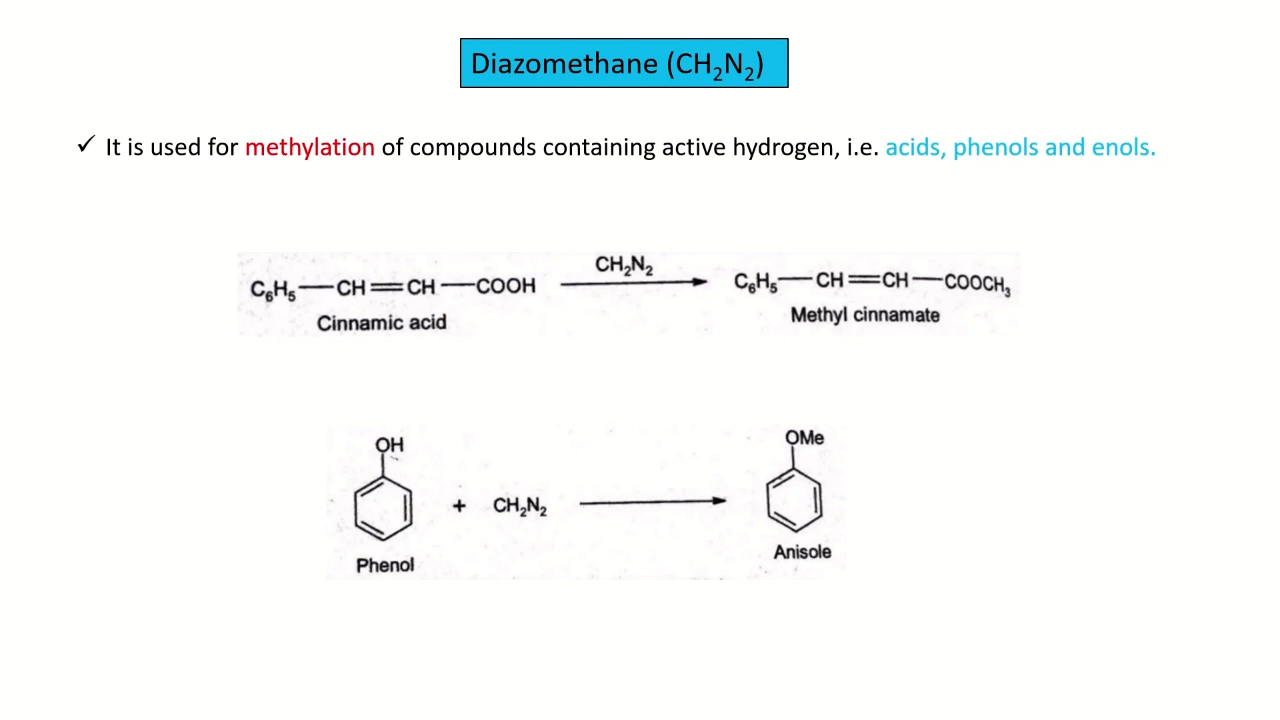 Diazomethane (CH₂N₂)
✓ It is used for methylation of compounds containing active hydrogen, i.e. acids, phenols and enols.
C₆H₅—CH=CH—COOH CH₂N₂ C₆H₅—CH=CH—COOCH₃
Cinnamic acid Methyl cinnamate
OH OMe
+ CH₂N₂
Phenol Anisole